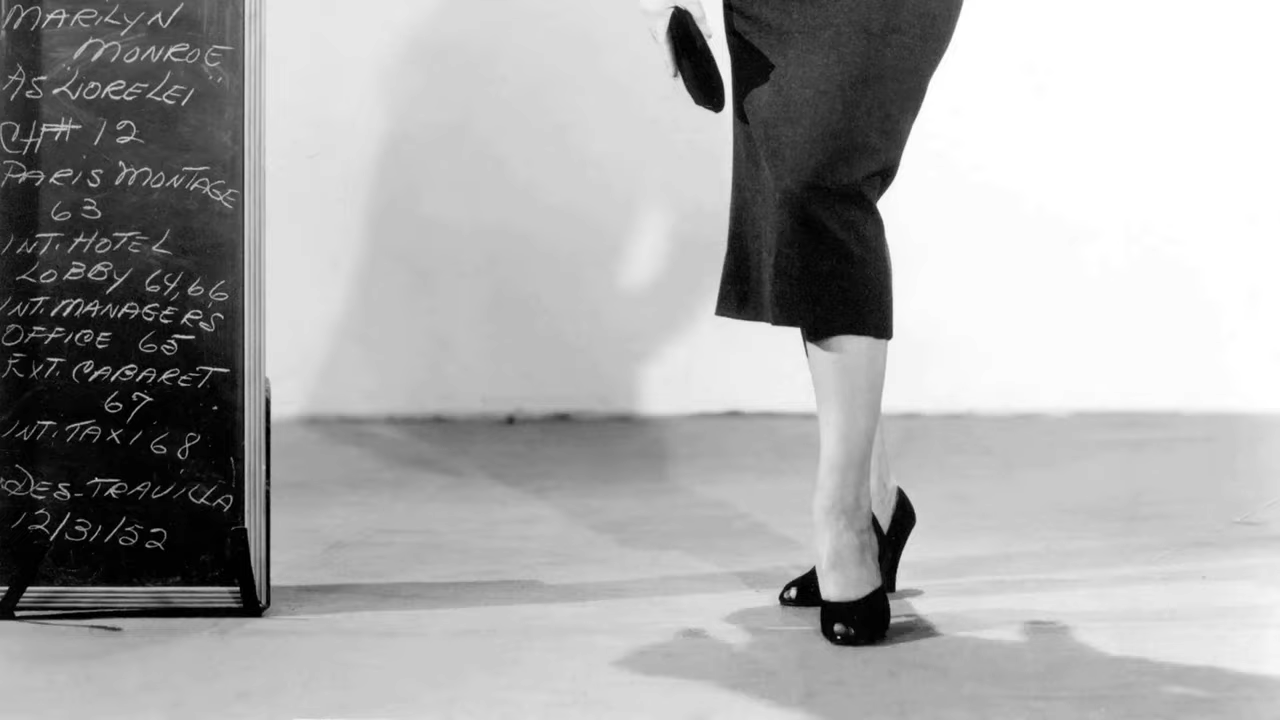 MARILYN
MONROE
AS "LORELEI"
CH# 12
PARIS MONTAGE
63
INT. HOTEL
LOBBY 64,66
INT. MANAGERS
OFFICE 65
EXT. CABARET
67
INT. TAXI 68
DES-TRAVILLA
12/31/52